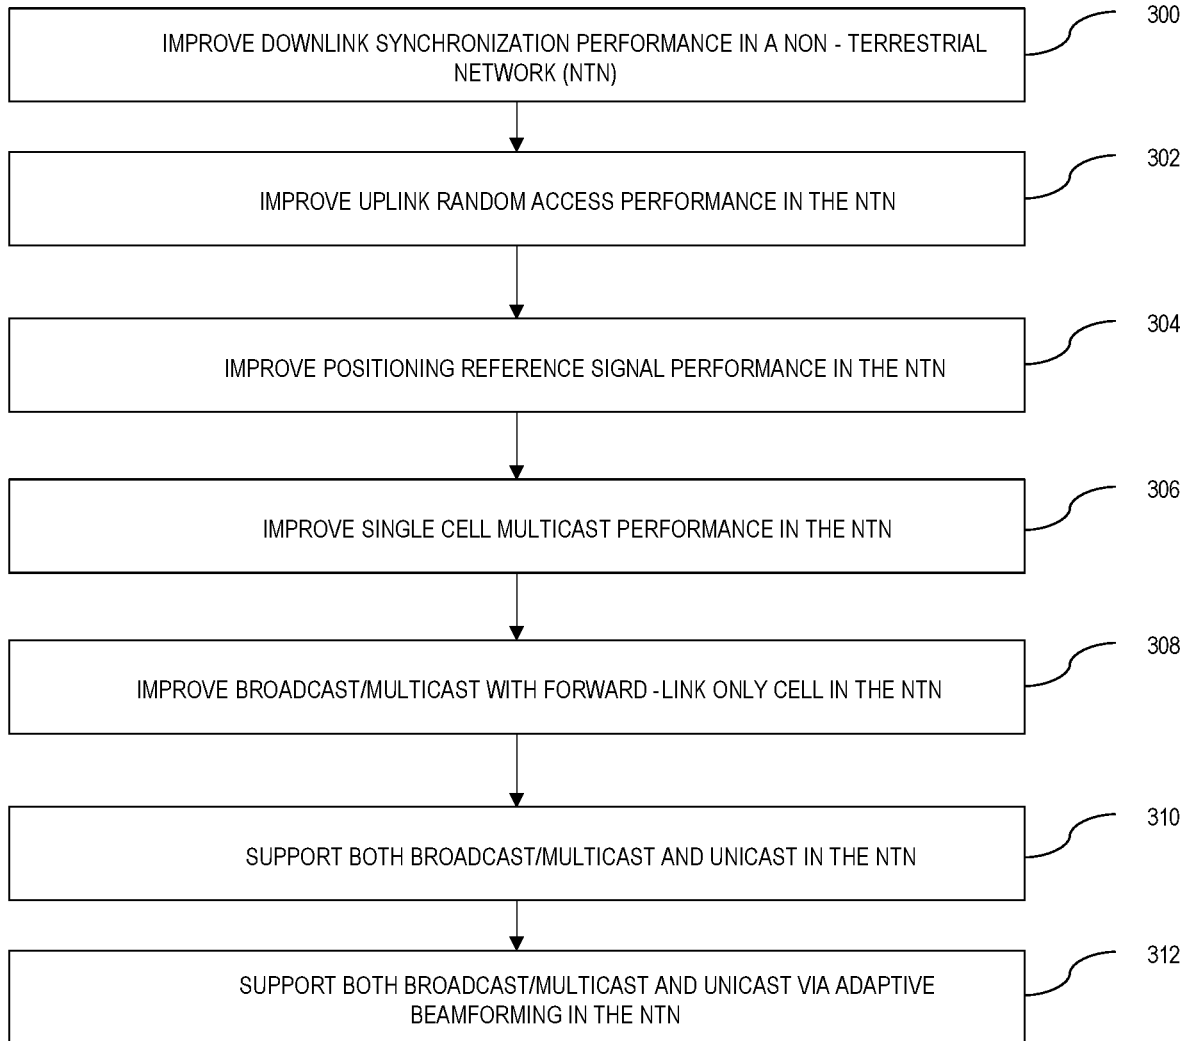 IMPROVE DOWNLINK SYNCHRONIZATION PERFORMANCE IN A NON - TERRESTRIAL
NETWORK (NTN)
300
IMPROVE UPLINK RANDOM ACCESS PERFORMANCE IN THE NTN
302
IMPROVE POSITIONING REFERENCE SIGNAL PERFORMANCE IN THE NTN
304
IMPROVE SINGLE CELL MULTICAST PERFORMANCE IN THE NTN
306
IMPROVE BROADCAST/MULTICAST WITH FORWARD -LINK ONLY CELL IN THE NTN
308
SUPPORT BOTH BROADCAST/MULTICAST AND UNICAST IN THE NTN
310
SUPPORT BOTH BROADCAST/MULTICAST AND UNICAST VIA ADAPTIVE
BEAMFORMING IN THE NTN
312